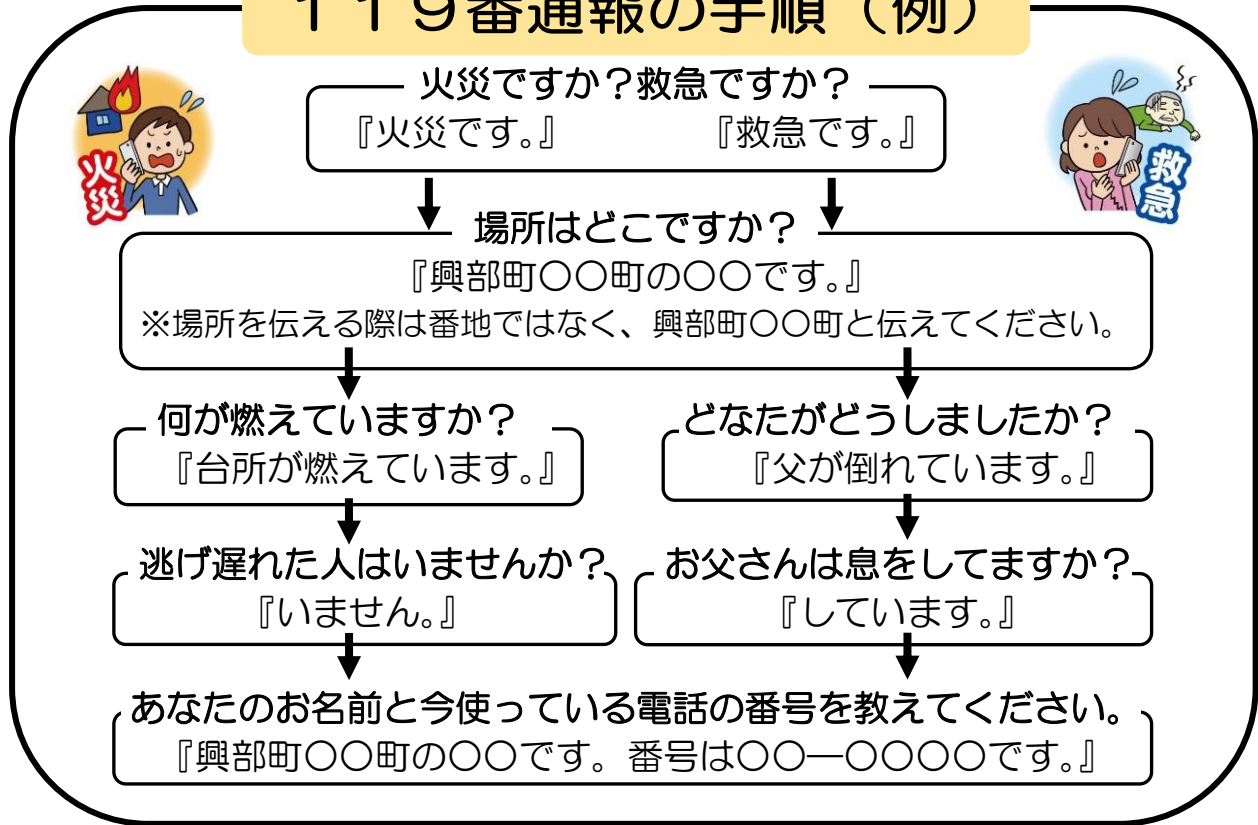 119番通報の手順（例）
火災ですか？救急ですか？
『火災です。』　『救急です。』
火災
救急
場所はどこですか？
『興部町〇〇町の〇〇です。』
※場所を伝える際は番地ではなく、興部町〇〇町と伝えてください。
何が燃えていますか？
『台所が燃えています。』
逃げ遅れた人はいませんか？
『いません。』
どなたがどうしましたか？
『父が倒れています。』
お父さんは息をしてますか？
『しています。』
あなたのお名前と今使っている電話の番号を教えてください。
『興部町〇〇町の〇〇です。番号は〇〇―〇〇〇〇です。』